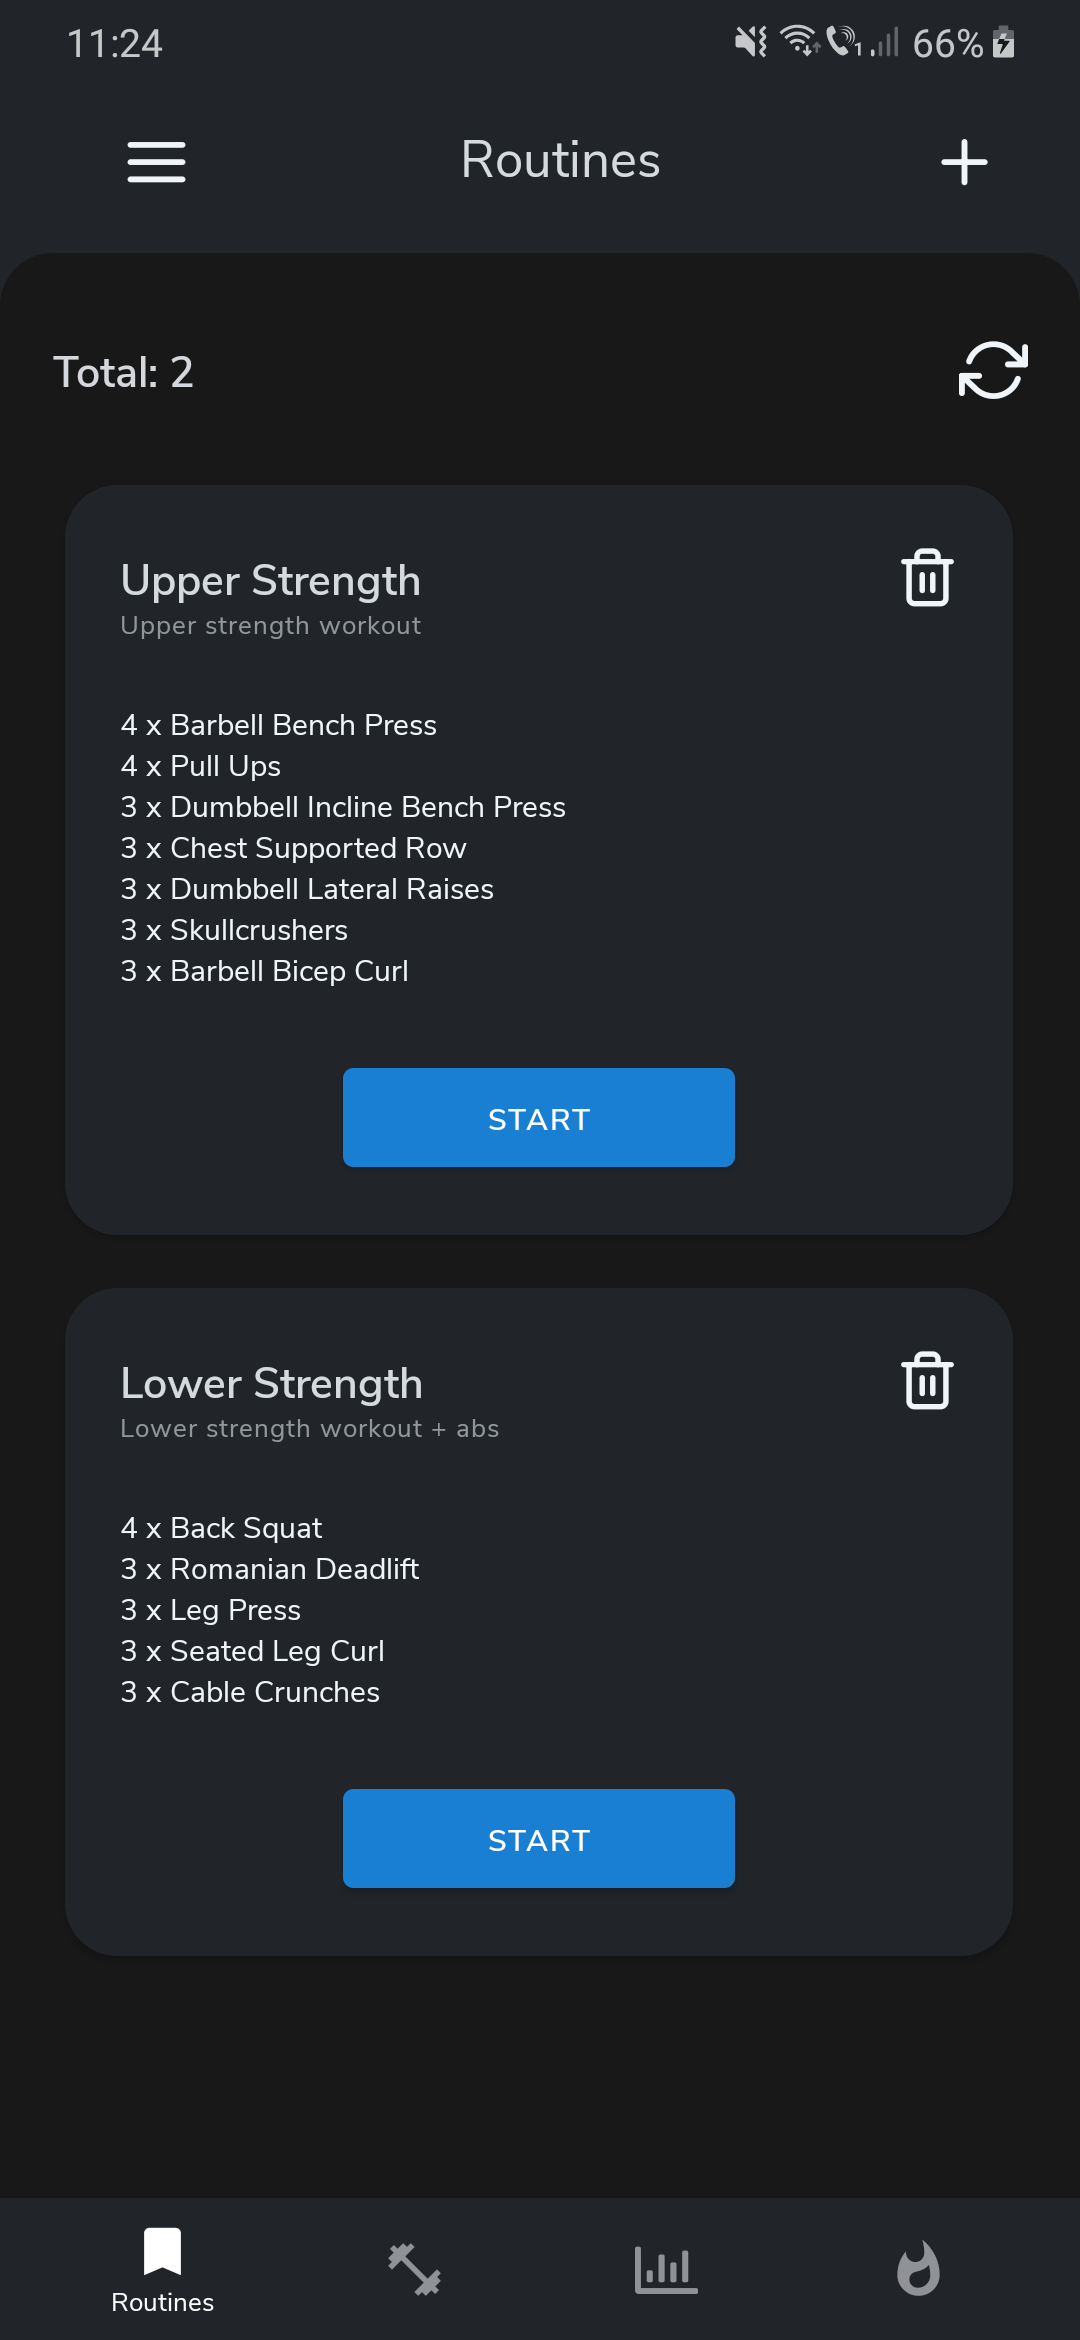 11:24
1
66%
Routines
Total: 2
Upper Strength
Upper strength workout
4 x Barbell Bench Press
4 x Pull Ups
3 x Dumbbell Incline Bench Press
3 x Chest Supported Row
3 x Dumbbell Lateral Raises
3 x Skullcrushers
3 x Barbell Bicep Curl
START
Lower Strength
Lower strength workout + abs
4 x Back Squat
3 x Romanian Deadlift
3 x Leg Press
3 x Seated Leg Curl
3 x Cable Crunches
START
Routines